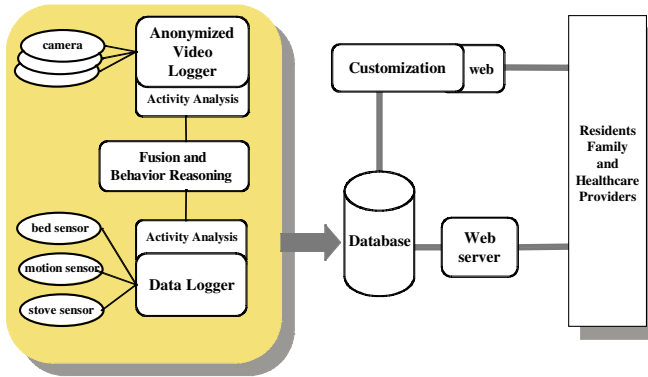 camera
Anonymized
Video
Logger
Activity Analysis
Fusion and
Behavior Reasoning
bed sensor
motion sensor
stove sensor
Activity Analysis
Data Logger
Customization
web
Database
Web
server
Residents
Family
and
Healthcare
Providers